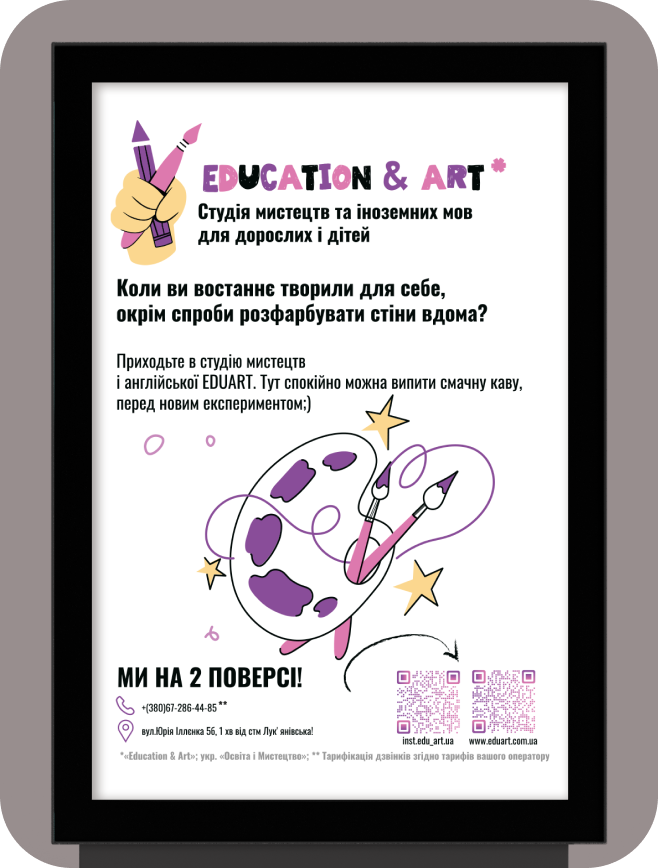 EDUCATION & ART*
Студія мистецтв та іноземних мов
для дорослих і дітей
Коли ви востаннє творили для себе,
окрім спроби розфарбувати стіни вдома?
Приходьте в студію мистецтв
і англійської EDUART. Тут спокійно можна випити смачну каву,
перед новим експериментом;)
МИ НА 2 ПОВЕРСІ!
+(380)67-286-44-85**
вул.Юрія Іллєнка 56, 1 хв від стм Лук' янівська!
inst.edu_art.ua
www.eduart.com.ua
*«Education & Art»; укр. «Освіта і Мистецтво»; ** Тарифікація дзвінків згідно тарифів вашого оператору